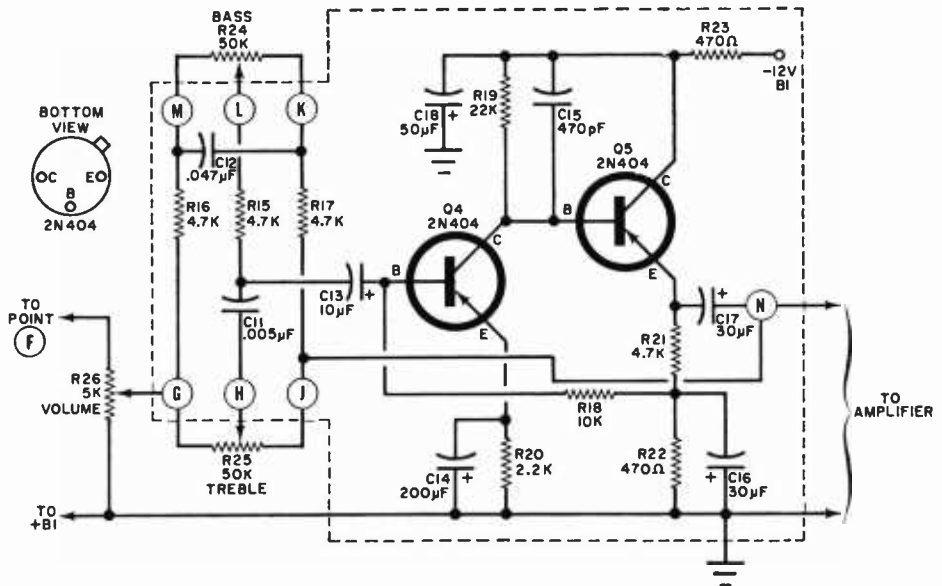 BASS
R24
50K
M
L
K
BOTTOM
VIEW
C
E
B
2N404
C12
.047µF
R16
4.7K
R15
4.7K
R17
4.7K
C13
10µF
+
C11
.005µF
TO
POINT
F
R26
5K
VOLUME
G
H
J
R25
50K
TREBLE
TO
+B1
C18
50µF
+
R19
22K
C15
470pF
R23
470Ω
-12V
B1
Q4
2N404
B
C
E
Q5
2N404
B
C
E
+
C17
30µF
N
R21
4.7K
R18
10K
C14
200µF
+
R20
2.2K
R22
470Ω
+
C16
30µF
TO
AMPLIFIER